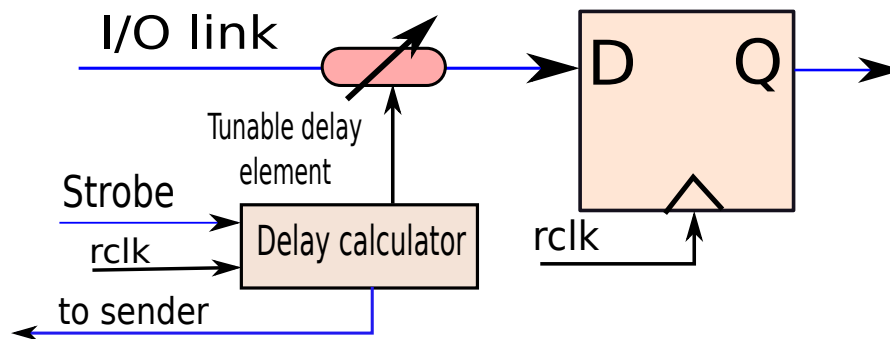 I/O link
D Q
Tunable delay
element
Strobe
rclk
Delay calculator
rclk
to sender